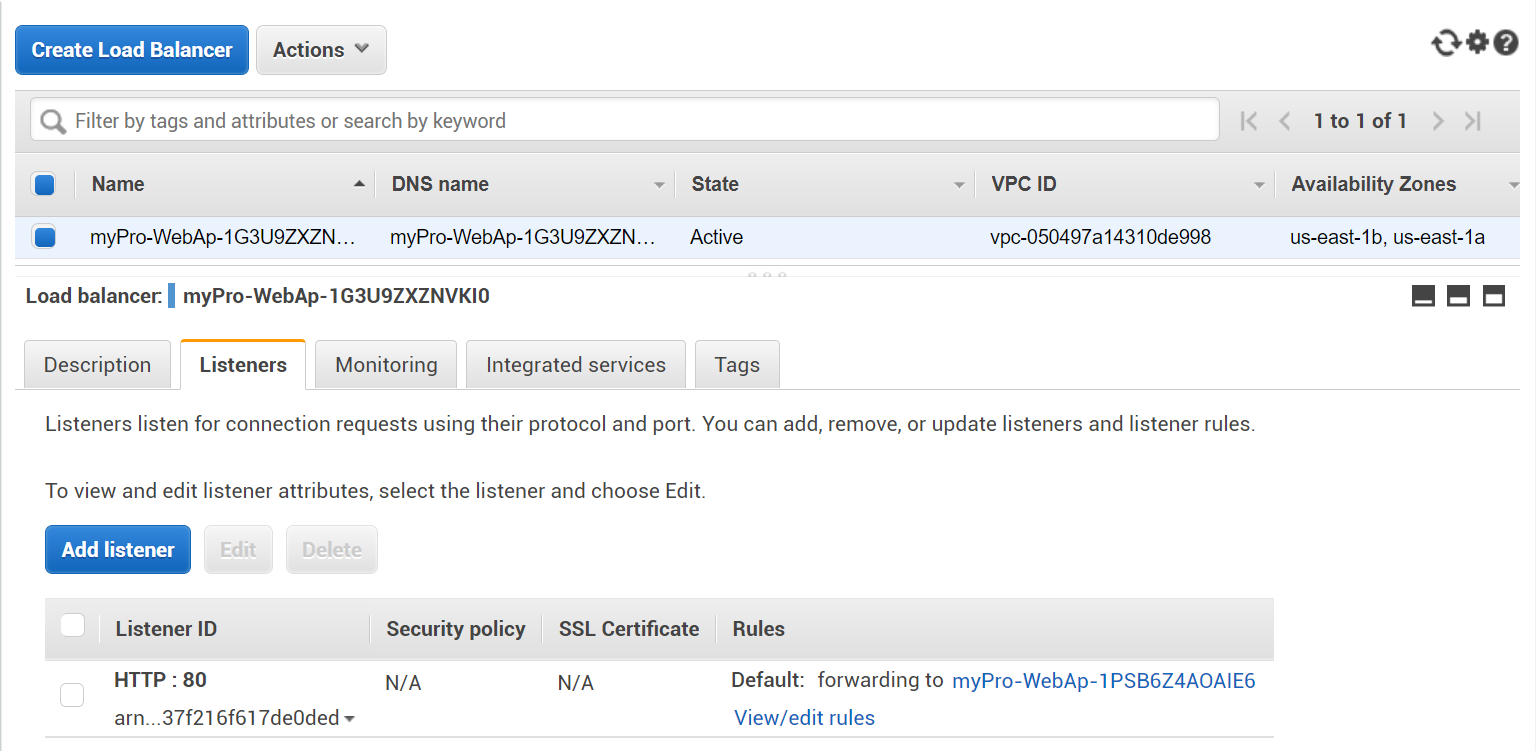 Create Load Balancer Actions
Filter by tags and attributes or search by keyword 1 to 1 of 1
Name DNS name State VPC ID Availability Zones
myPro-WebAp-1G3U9ZXZN... myPro-WebAp-1G3U9ZXZN... Active vpc-050497a14310de998 us-east-1b, us-east-1a
Load balancer: myPro-WebAp-1G3U9ZXZNVKI0
Description Listeners Monitoring Integrated services Tags
Listeners listen for connection requests using their protocol and port. You can add, remove, or update listeners and listener rules.
To view and edit listener attributes, select the listener and choose Edit.
Add listener Edit Delete
Listener ID Security policy SSL Certificate Rules
HTTP : 80 N/A N/A Default: forwarding to myPro-WebAp-1PSB6Z4AOAIE6
arn...37f216f617de0ded View/edit rules